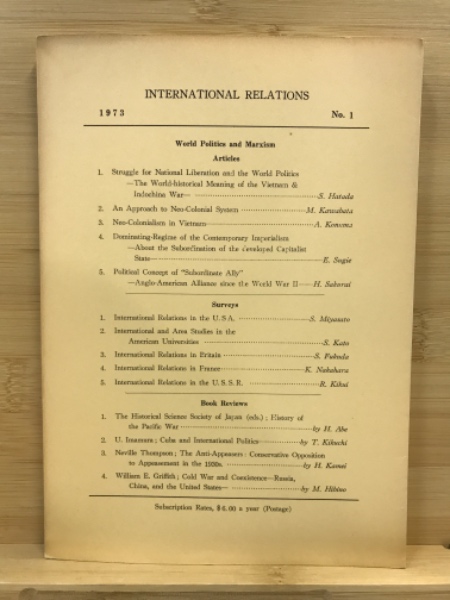 INTERNATIONAL RELATIONS
1973 No. 1
World Politics and Marxism
Articles
1. Struggle for National Liberation and the World Politics
—The World-historical Meaning of the Vietnam &
Indochina War— S. Hatada
2. An Approach to Neo-Colonial System M. Kawabata
3. Neo-Colonialism in Vietnam A. Komoma
4. Dominating-Regime of the Contemporary Imperialism
—About the Subordination of the developed Capitalist
State— E. Sugie
5. Political Concept of "Subordinate Ally"
—Anglo-American Alliance since the World War II— H. Sakurai
Surveys
1. International Relations in the U.S.A. S. Miyasato
2. International and Area Studies in the
American Universities S. Kato
3. International Relations in Britain S. Fukuda
4. International Relations in France K. Nakahara
5. International Relations in the U.S.S.R. R. Kikui
Book Reviews
1. The Historical Science Society of Japan (eds.) ; History of
the Pacific War by H. Abe
2. U. Imamura ; Cuba and International Politics by T. Kikuchi
3. Neville Thompson ; The Anti-Appeasers : Conservative Opposition
to Appeasement in the 1930s. by H. Kamei
4. William E. Griffith ; Cold War and Coexistence—Russia,
China, and the United States— by M. Hibino
Subscription Rates, $6.00 a year (Postage)